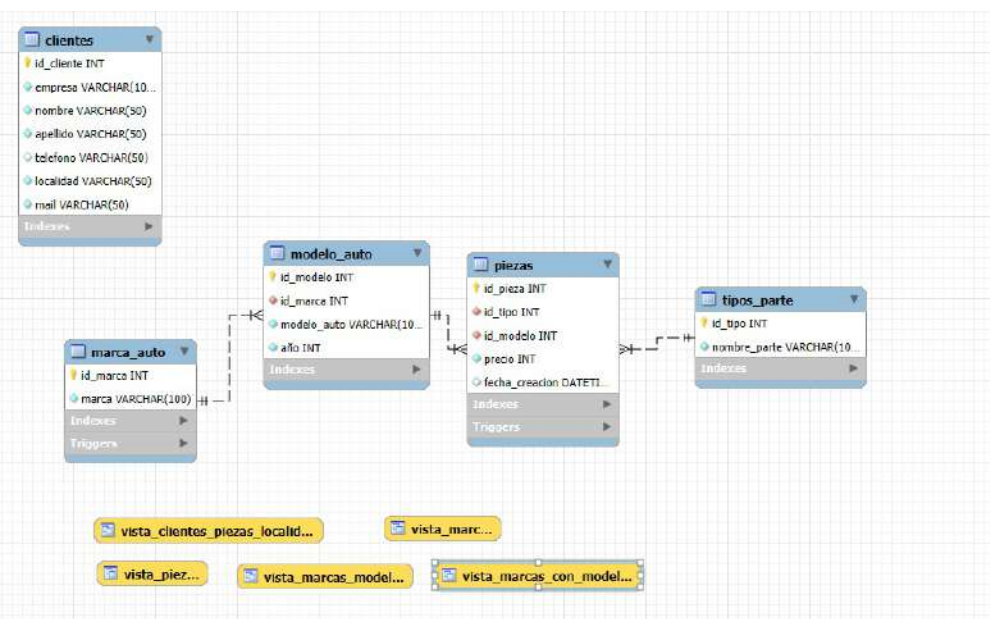 clientes
id_cliente INT
empresa VARCHAR(10...
nombre VARCHAR(50)
apellido VARCHAR(50)
telefono VARCHAR(50)
localidad VARCHAR(50)
mail VARCHAR(50)
Indexes
modelo_auto
id_modelo INT
id_marca INT
modelo_auto VARCHAR(10...
año INT
Indexes
piezas
id_pieza INT
id_tipo INT
id_modelo INT
precio INT
fecha_creacion DATETI...
Indexes
Triggers
tipos_parte
id_tipo INT
nombre_parte VARCHAR(10...
Indexes
marca_auto
id_marca INT
marca VARCHAR(100)
Indexes
Triggers
vista_clientes_piezas_localid...
vista_marc...
vista_piez...
vista_marcas_model...
vista_marcas_con_model...